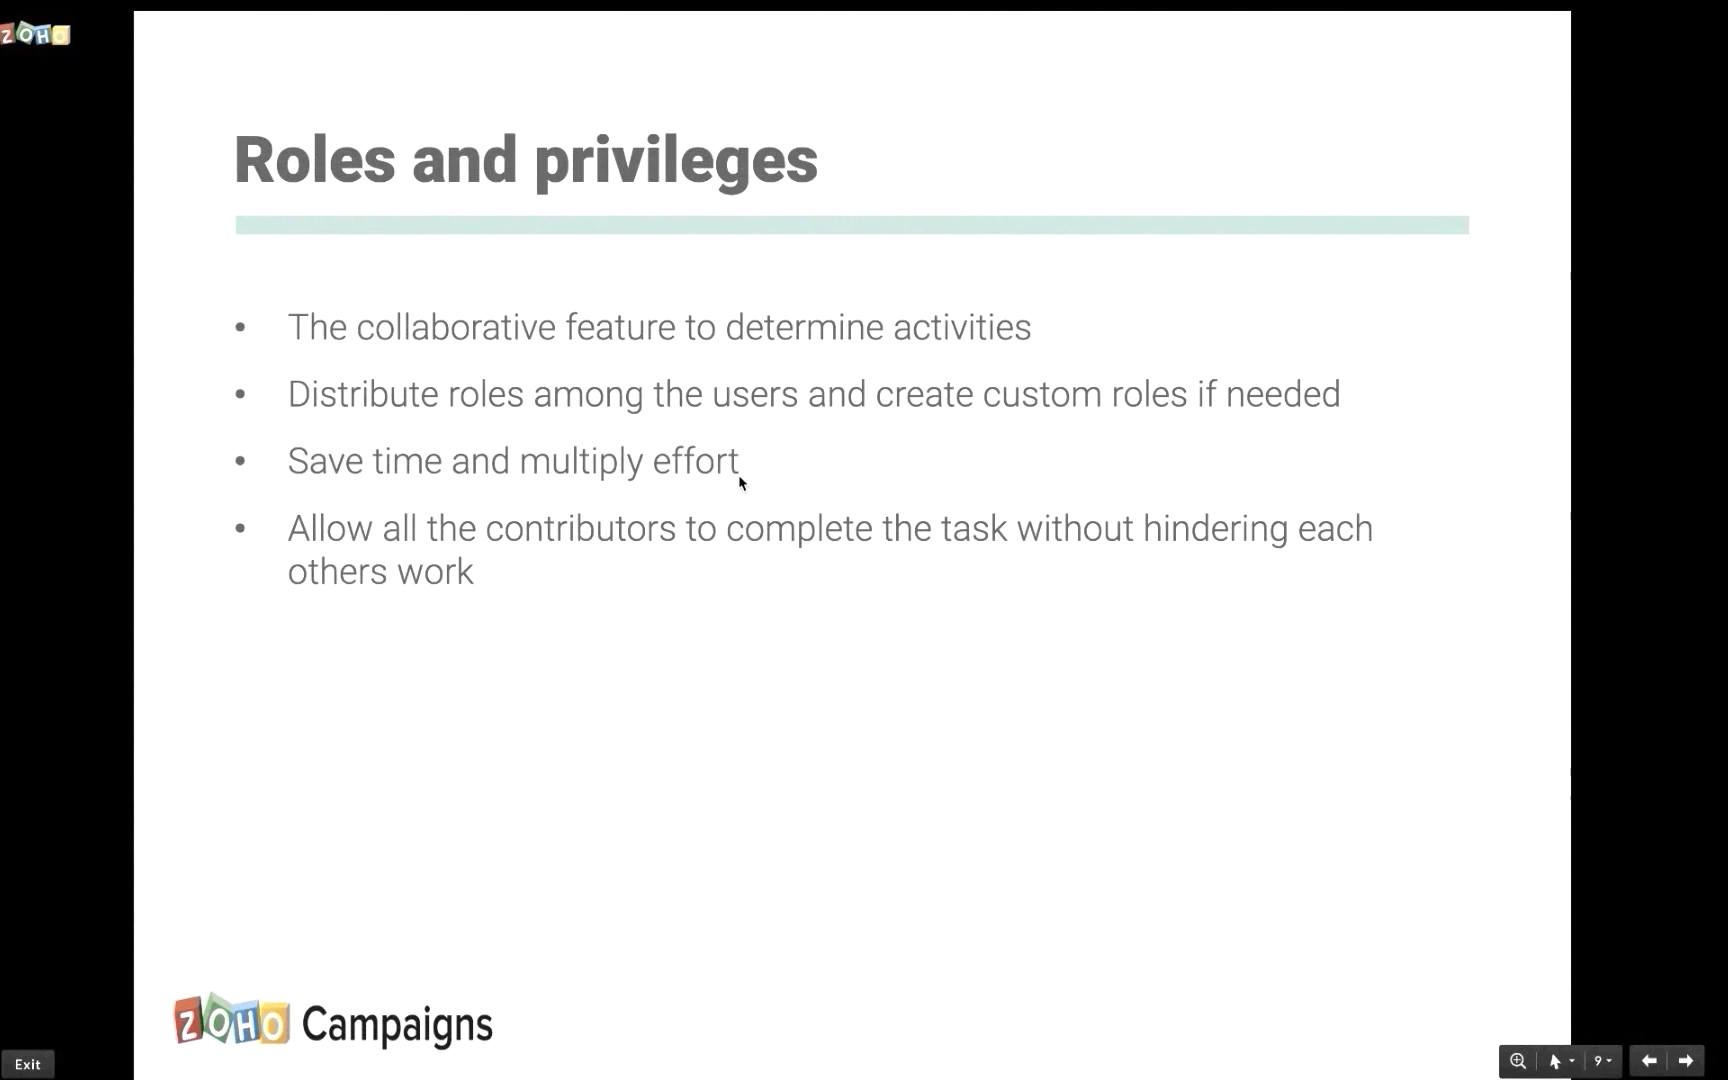 ZOHO
Roles and privileges
• The collaborative feature to determine activities
• Distribute roles among the users and create custom roles if needed
• Save time and multiply effort
• Allow all the contributors to complete the task without hindering each
others work
ZOHO Campaigns
Exit
9